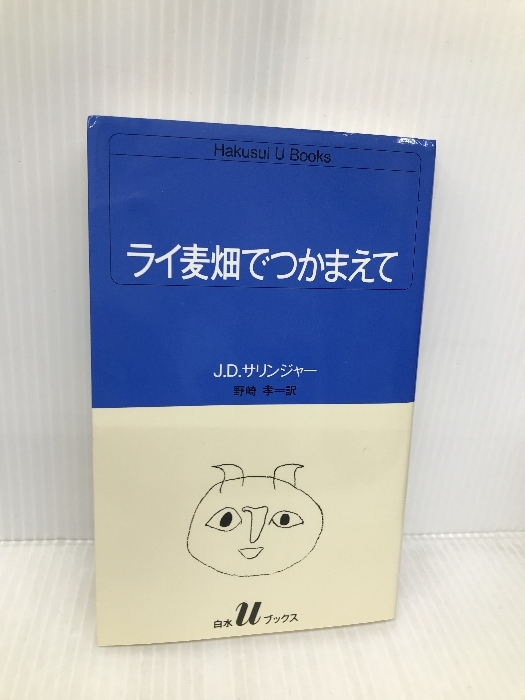 Hakusui U Books
ライ麦畑でつかまえて
J.D.サリンジャー
野崎 孝=訳
白水 u ブックス